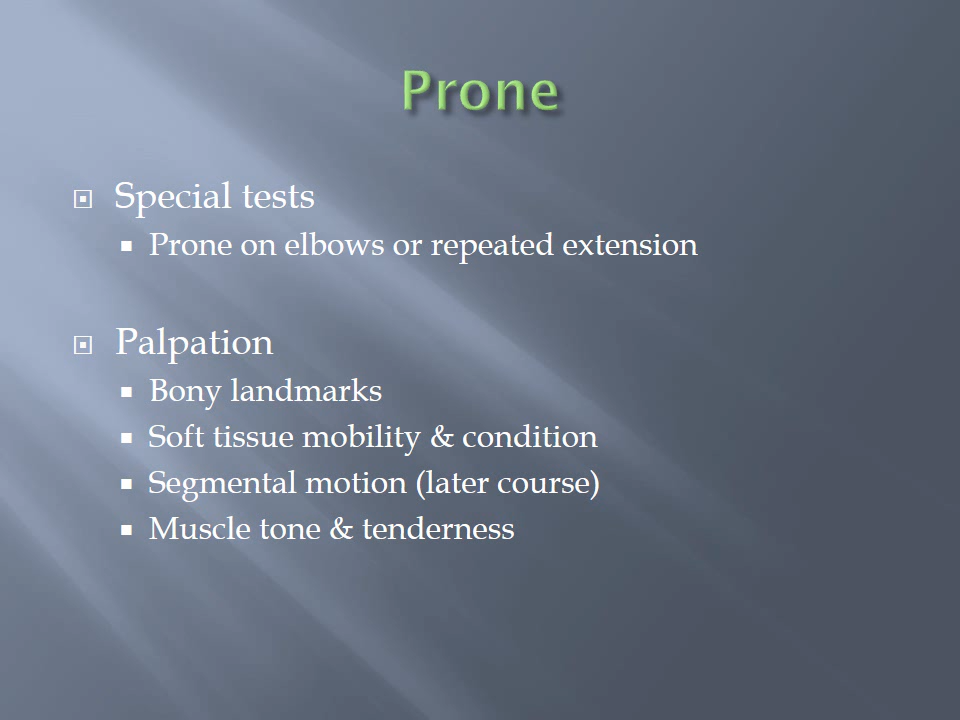 Prone
Special tests
Prone on elbows or repeated extension
Palpation
Bony landmarks
Soft tissue mobility & condition
Segmental motion (later course)
Muscle tone & tenderness